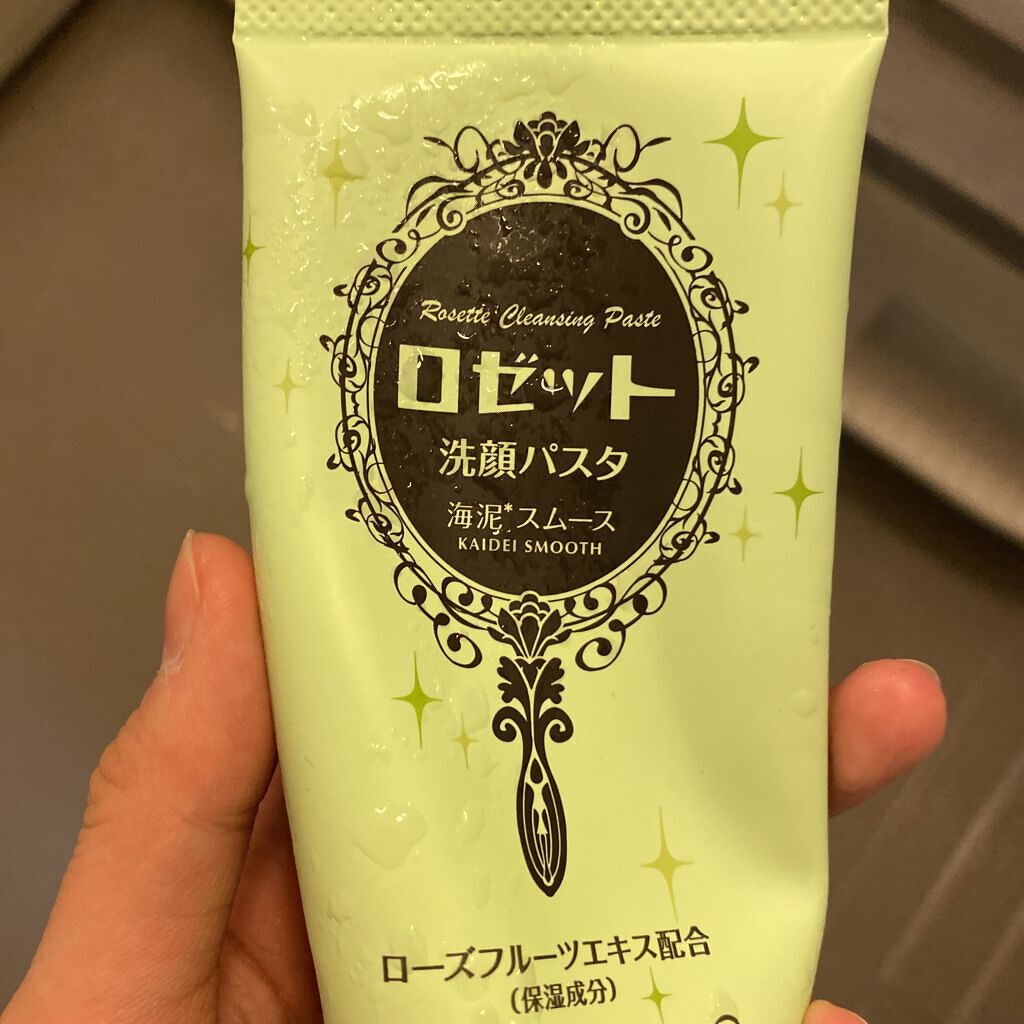 Rosette Cleansing Paste
ロゼット
洗顔パスタ
海泥*スムース
KAIDEI SMOOTH
ローズフルーツエキス配合
(保湿成分)